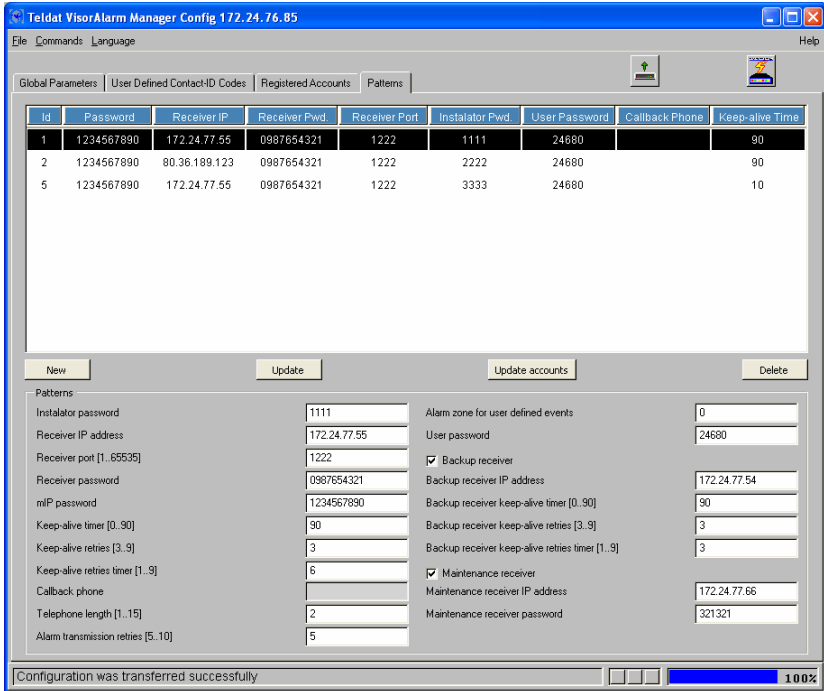 Teldat VisorAlarm Manager Config 172.24.76.85
File Commands Language Help
Global Parameters User Defined Contact-ID Codes Registered Accounts Patterns
Id Password Receiver IP Receiver Pwd. Receiver Port Instalator Pwd. User Password Callback Phone Keep-alive Time
1 1234567890 172.24.77.55 0987654321 1222 1111 24680 90
2 1234567890 80.36.189.123 0987654321 1222 2222 24680 90
5 1234567890 172.24.77.55 0987654321 1222 3333 24680 10
New Update Update accounts Delete
Patterns
Instalator password 1111 Alarm zone for user defined events 0
Receiver IP address 172.24.77.55 User password 24680
Receiver port [1..65535] 1222 Backup receiver
Receiver password 0987654321 Backup receiver IP address 172.24.77.54
mIP password 1234567890 Backup receiver keep-alive timer [0..90] 90
Keep-alive timer [0..90] 90 Backup receiver keep-alive retries [3..9] 3
Keep-alive retries [3..9] 3 Backup receiver keep-alive retries timer [1..9] 3
Keep-alive retries timer [1..9] 6 Maintenance receiver
Callback phone Maintenance receiver IP address 172.24.77.66
Telephone length [1..15] 2 Maintenance receiver password 321321
Alarm transmission retries [5..10] 5
Configuration was transferred successfully 100%